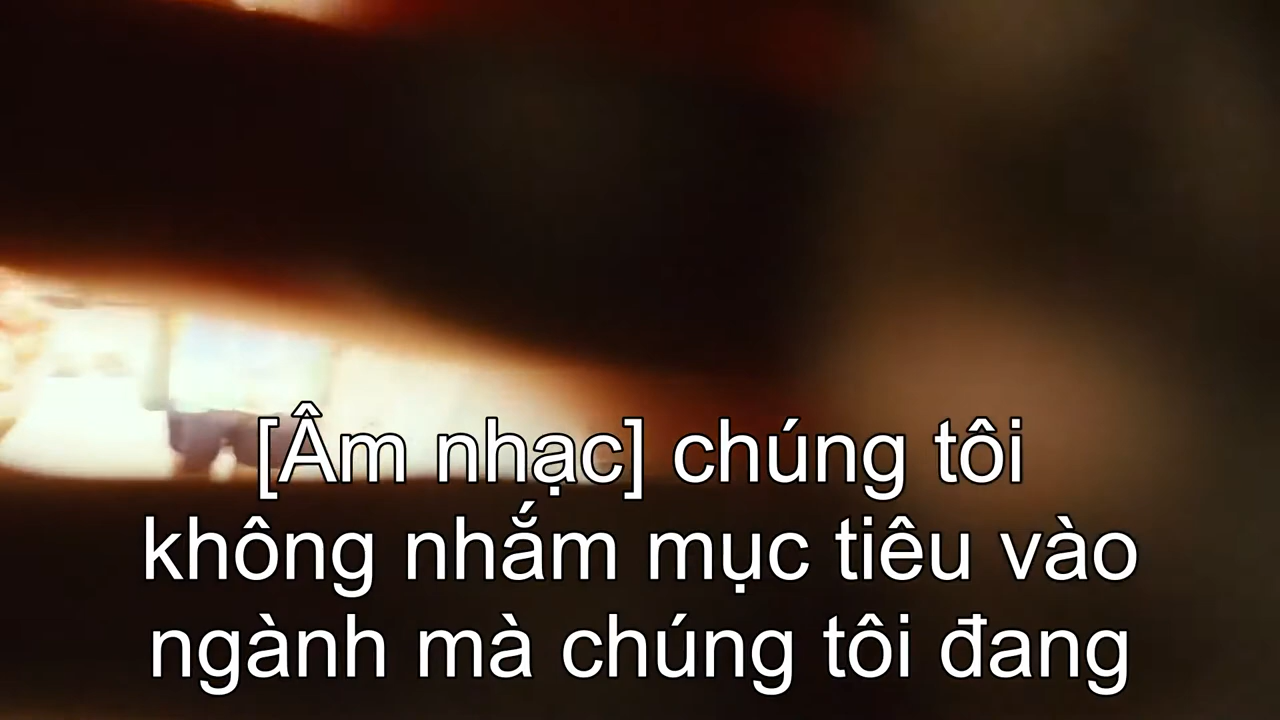 [Âm nhạc] chúng tôi
không nhắm mục tiêu vào
ngành mà chúng tôi đang